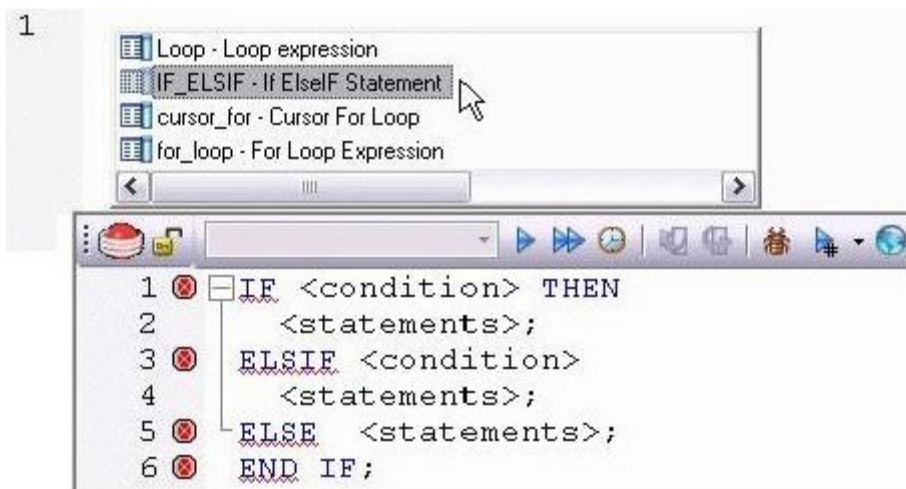 1
Loop - Loop expression
IF_ELSIF - If ElseIF Statement
cursor_for - Cursor For Loop
for_loop - For Loop Expression
1 IF <condition> THEN
2 <statements>;
3 ELSIF <condition>
4 <statements>;
5 ELSE <statements>;
6 END IF;